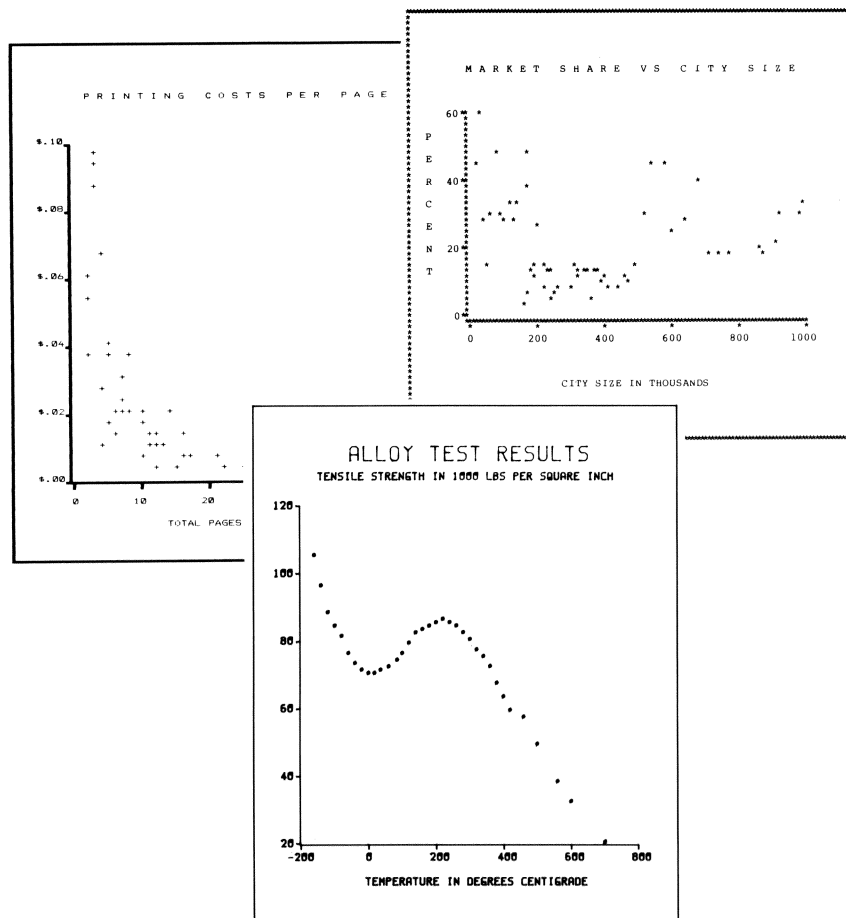 PRINTING COSTS PER PAGE
$.10
$.08
$.06
$.04
$.02
$.00
0 10 20
TOTAL PAGES
MARKET SHARE VS CITY SIZE
PERCENT
60
40
20
0
0 200 400 600 800 1000
CITY SIZE IN THOUSANDS
ALLOY TEST RESULTS
TENSILE STRENGTH IN 1000 LBS PER SQUARE INCH
120
100
80
60
40
20
-200 0 200 400 600 800
TEMPERATURE IN DEGREES CENTIGRADE